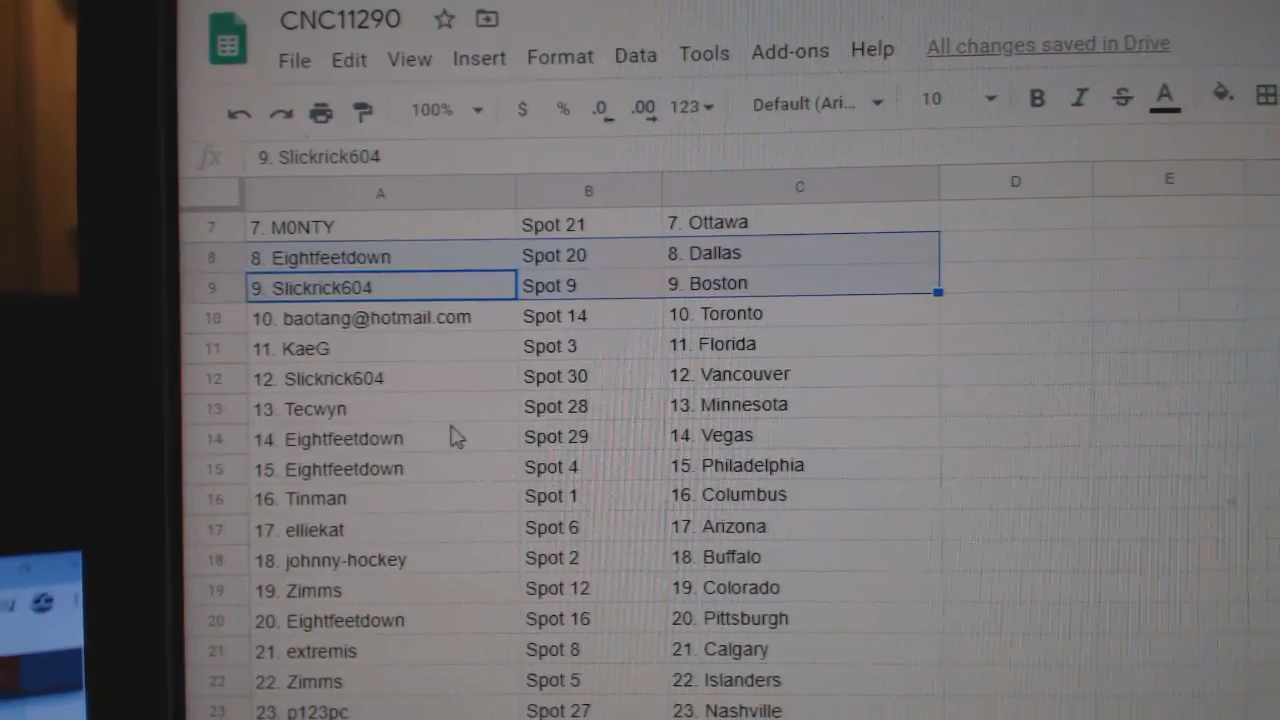 CNC11290
File Edit View Insert Format Data Tools Add-ons Help All changes saved in Drive
100% $ % .0 .00 123 Default (Ari... 10 B I S A
fx 9. Slickrick604
A B C D E
7 7. M0NTY Spot 21 7. Ottawa
8 8. Eightfeetdown Spot 20 8. Dallas
9 9. Slickrick604 Spot 9 9. Boston
10 10. baotang@hotmail.com Spot 14 10. Toronto
11 11. KaeG Spot 3 11. Florida
12 12. Slickrick604 Spot 30 12. Vancouver
13 13. Tecwyn Spot 28 13. Minnesota
14 14. Eightfeetdown Spot 29 14. Vegas
15 15. Eightfeetdown Spot 4 15. Philadelphia
16 16. Tinman Spot 1 16. Columbus
17 17. elliekat Spot 6 17. Arizona
18 18. johnny-hockey Spot 2 18. Buffalo
19 19. Zimms Spot 12 19. Colorado
20 20. Eightfeetdown Spot 16 20. Pittsburgh
21 21. extremis Spot 8 21. Calgary
22 22. Zimms Spot 5 22. Islanders
23 23. p123pc Spot 27 23. Nashville